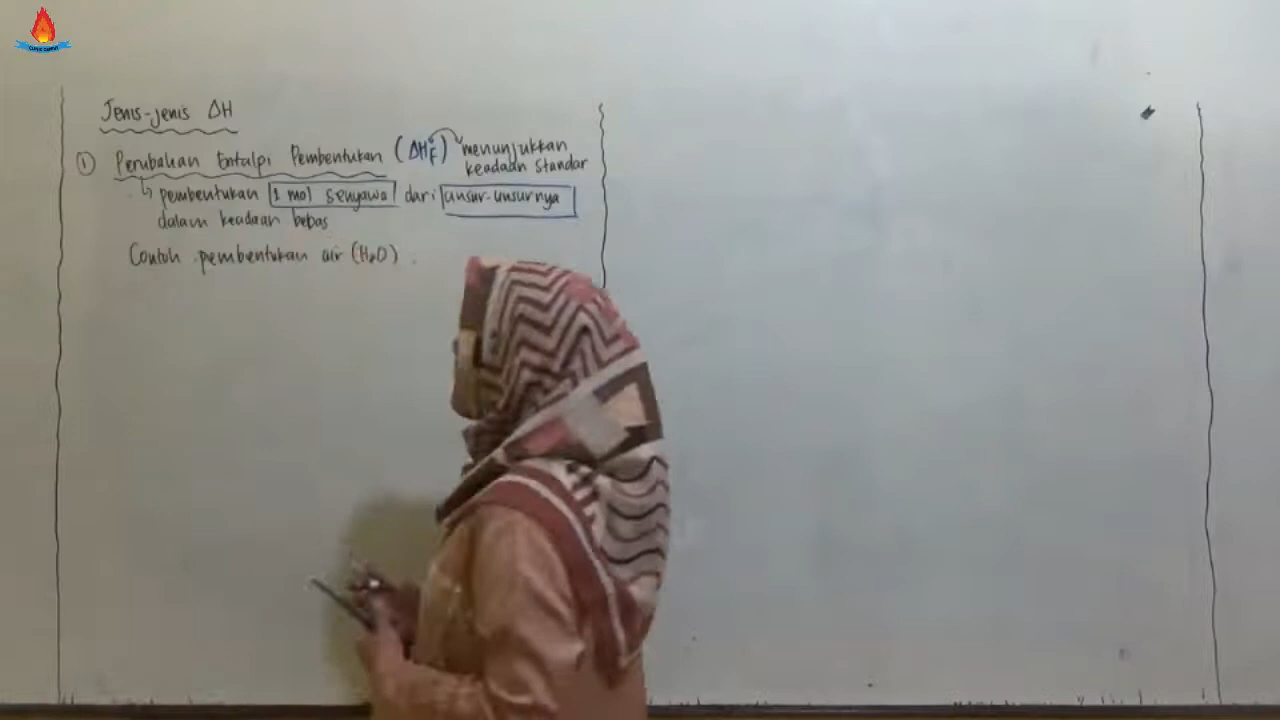 Jenis-jenis ΔH
① Perubahan Entalpi Pembentukan (ΔH°F) menunjukkan
keadaan standar
↳ pembentukan 1 mol senyawa dari unsur-unsurnya
dalam keadaan bebas
Contoh pembentukan air (H₂O).